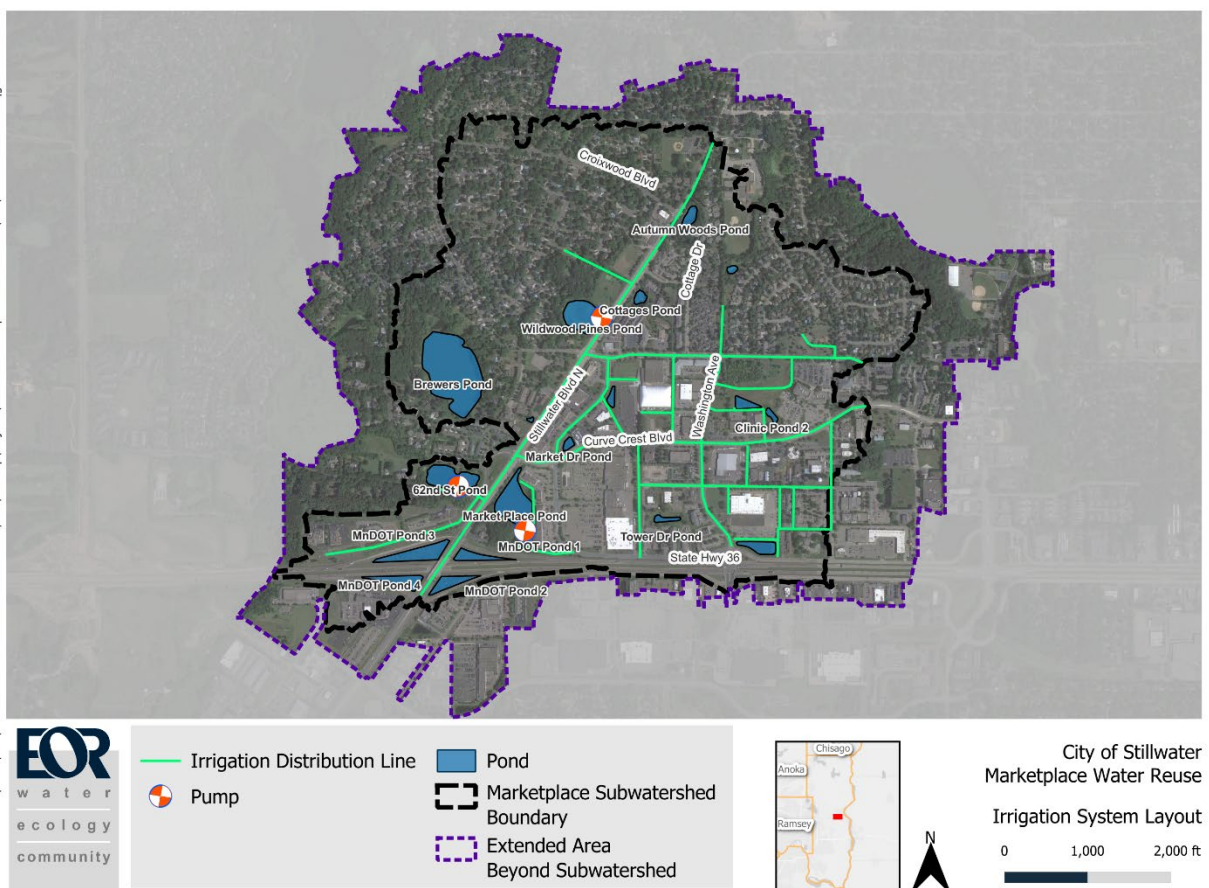 Croixwood Blvd
Autumn Woods Pond
Cottage Dr
Cottages Pond
Wildwood Pines Pond
Brewers Pond
Stillwater Blvd N
Washington Ave
Clinic Pond 2
Curve Crest Blvd
Market Dr Pond
62nd St Pond
Market Place Pond
MnDOT Pond 3
MnDOT Pond 1
Tower Dr Pond
State Hwy 36
MnDOT Pond 4
MnDOT Pond 2
EOR
water
ecology
community
Irrigation Distribution Line
Pump
Pond
Marketplace Subwatershed
Boundary
Extended Area
Beyond Subwatershed
Chisago
Anoka
Ramsey
N
City of Stillwater
Marketplace Water Reuse
Irrigation System Layout
0 1,000 2,000 ft